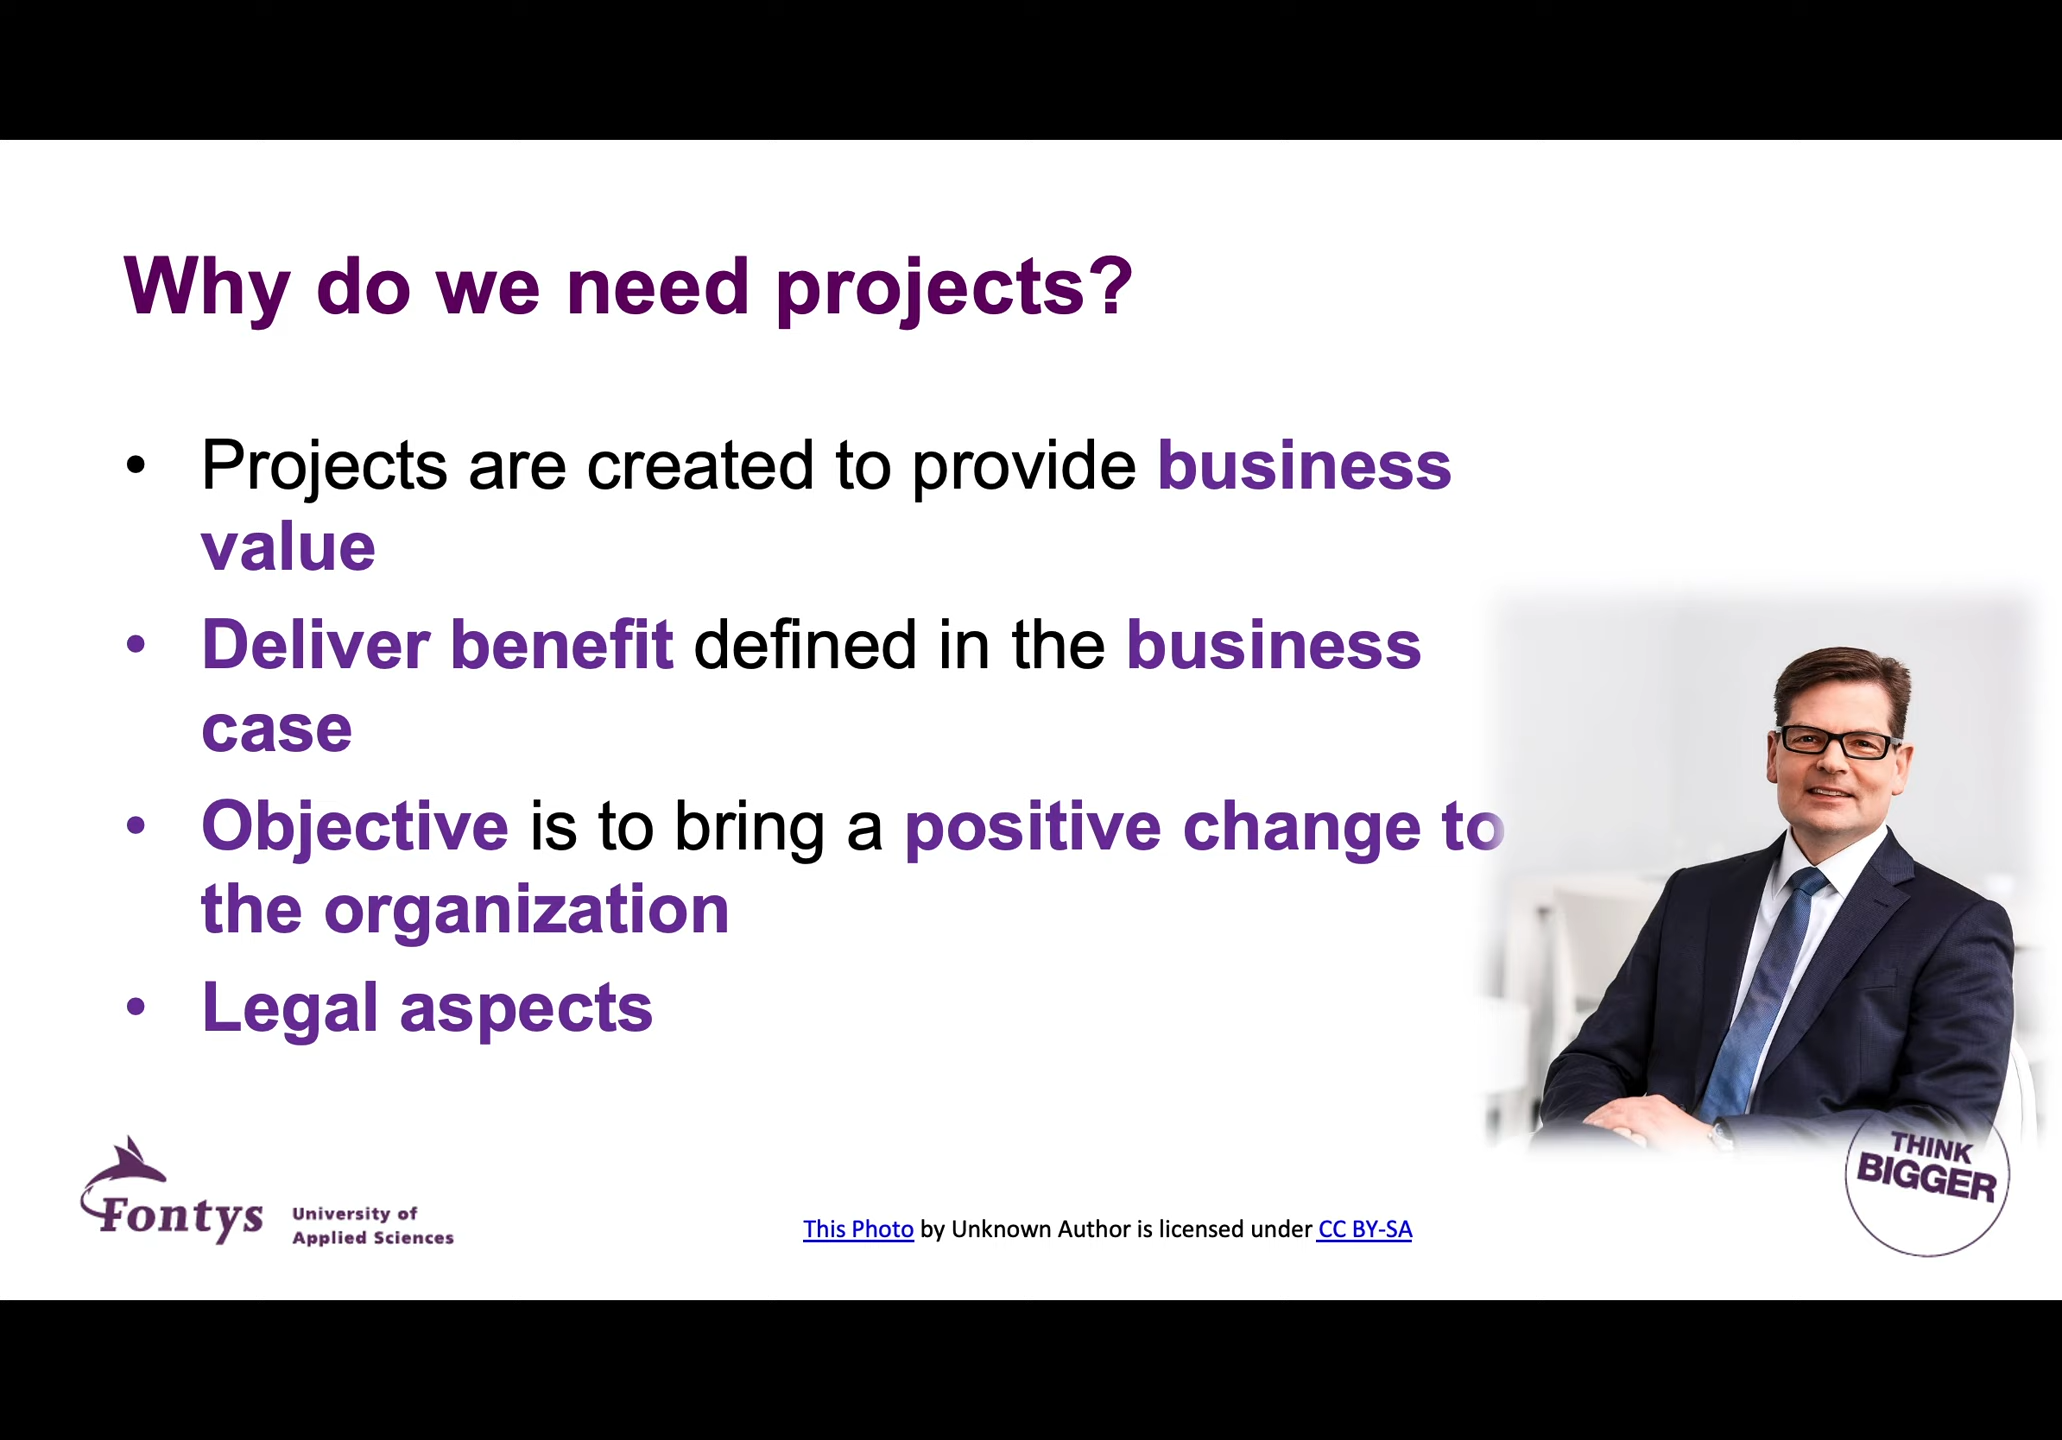 Why do we need projects?
• Projects are created to provide business
value
• Deliver benefit defined in the business
case
• Objective is to bring a positive change to
the organization
• Legal aspects
Fontys University of
Applied Sciences
This Photo by Unknown Author is licensed under CC BY-SA
THINK
BIGGER